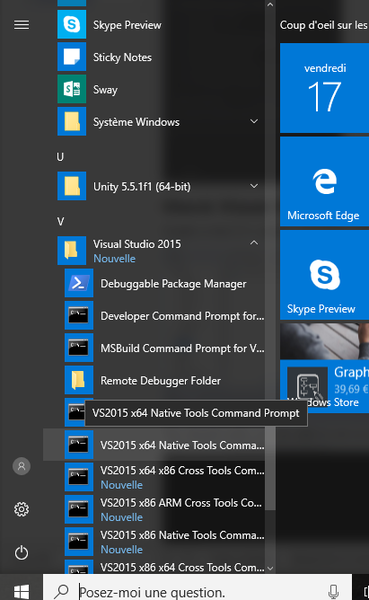 Skype Preview
Coup d'oeil sur les
Sticky Notes
Sway
Système Windows
vendredi
17
U
Unity 5.5.1f1 (64-bit)
Microsoft Edge
V
Visual Studio 2015
Nouvelle
Debuggable Package Manager
Skype Preview
Developer Command Prompt for...
MSBuild Command Prompt for V...
Remote Debugger Folder
Graph
39,69 €
Windows Store
VS2015 x64 Native Tools Command Prompt
VS2015 x64 Native Tools Comma...
VS2015 x64 x86 Cross Tools Com...
Nouvelle
VS2015 x86 ARM Cross Tools Co...
Nouvelle
VS2015 x86 Native Tools Comma...
Nouvelle
VS2015 x86 x64 Cross Tools Com...
Posez-moi une question.